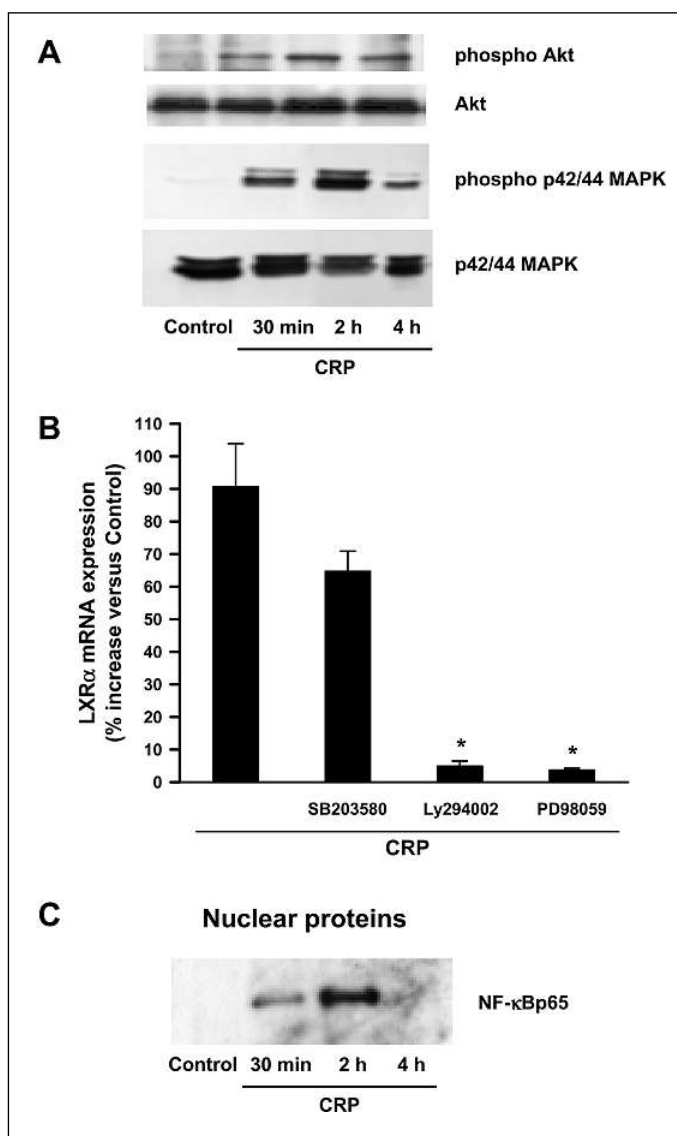 A
phospho Akt
Akt
phospho p42/44 MAPK
p42/44 MAPK
Control 30 min 2 h 4 h
CRP
B
LXRα mRNA expression
(% increase versus Control)
110
100
90
80
70
60
50
40
30
20
10
0
* *
SB203580 Ly294002 PD98059
CRP
C
Nuclear proteins
NF-κBp65
Control 30 min 2 h 4 h
CRP